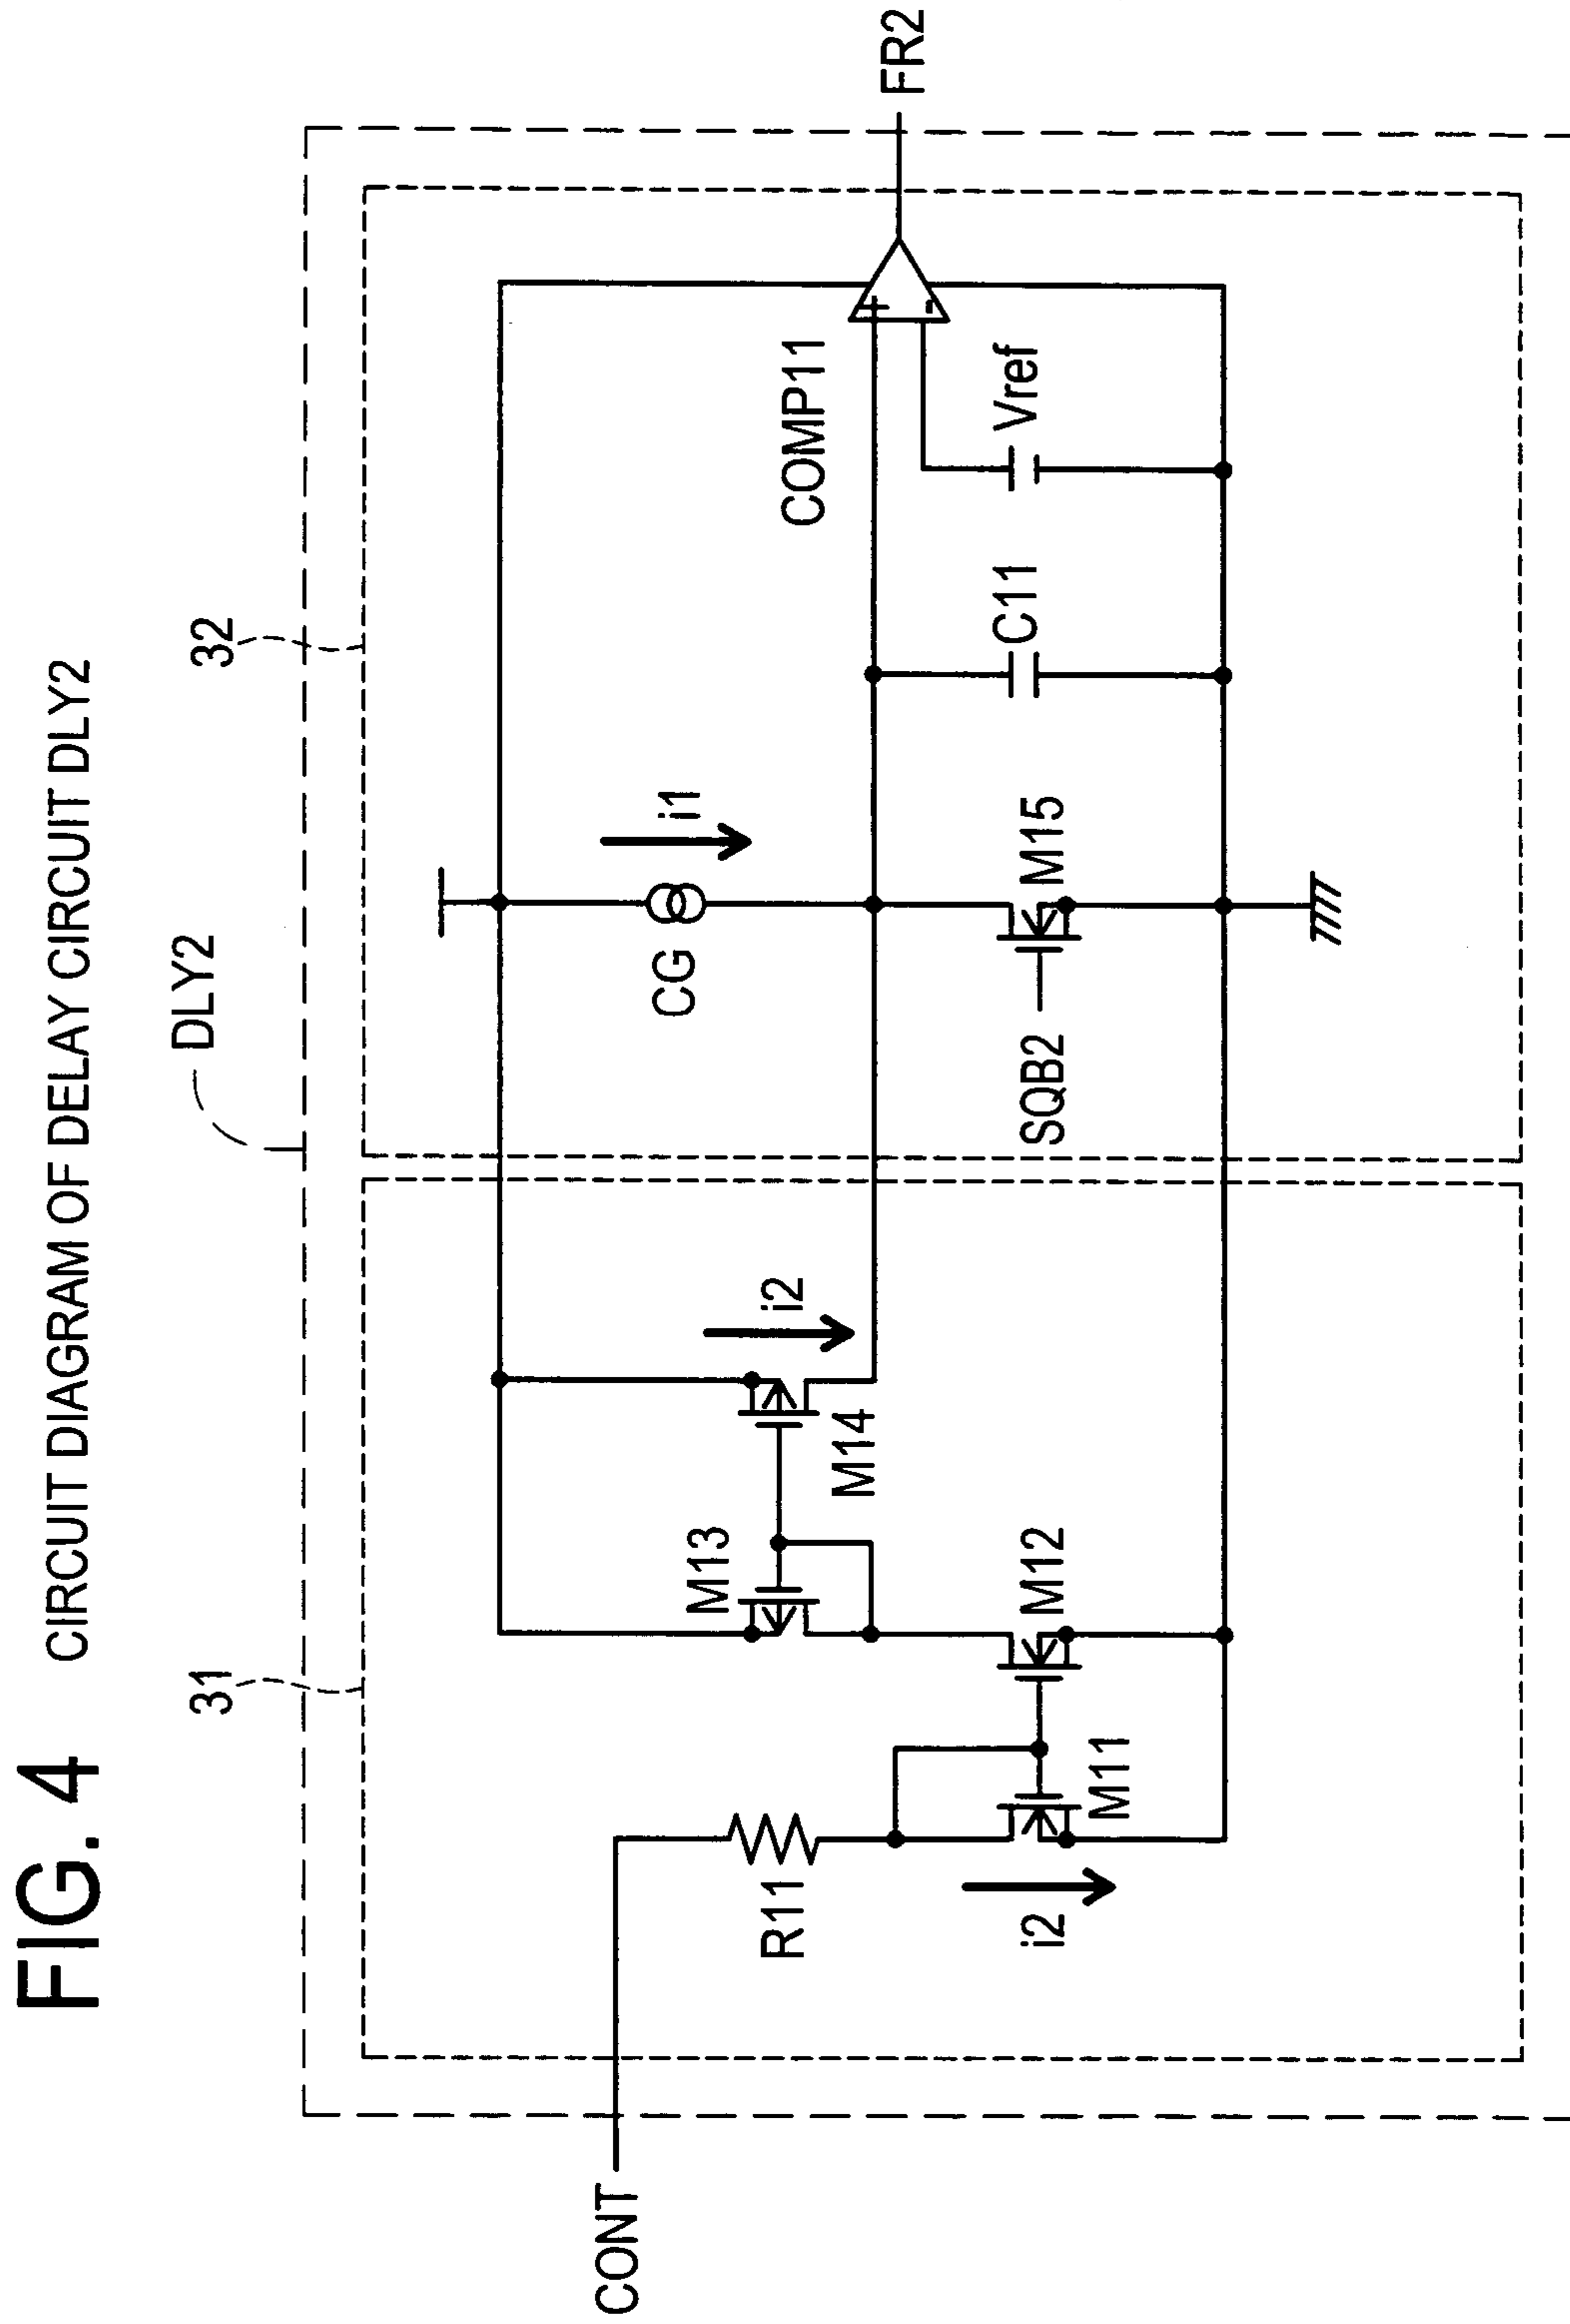 FIG. 4 CIRCUIT DIAGRAM OF DELAY CIRCUIT DLY2
DLY2
31
32
CONT
R11
i2
M11
M12
M13
M14
i2
CG
i1
SQB2
M15
C11
Vref
COMP11
+
-
FR2